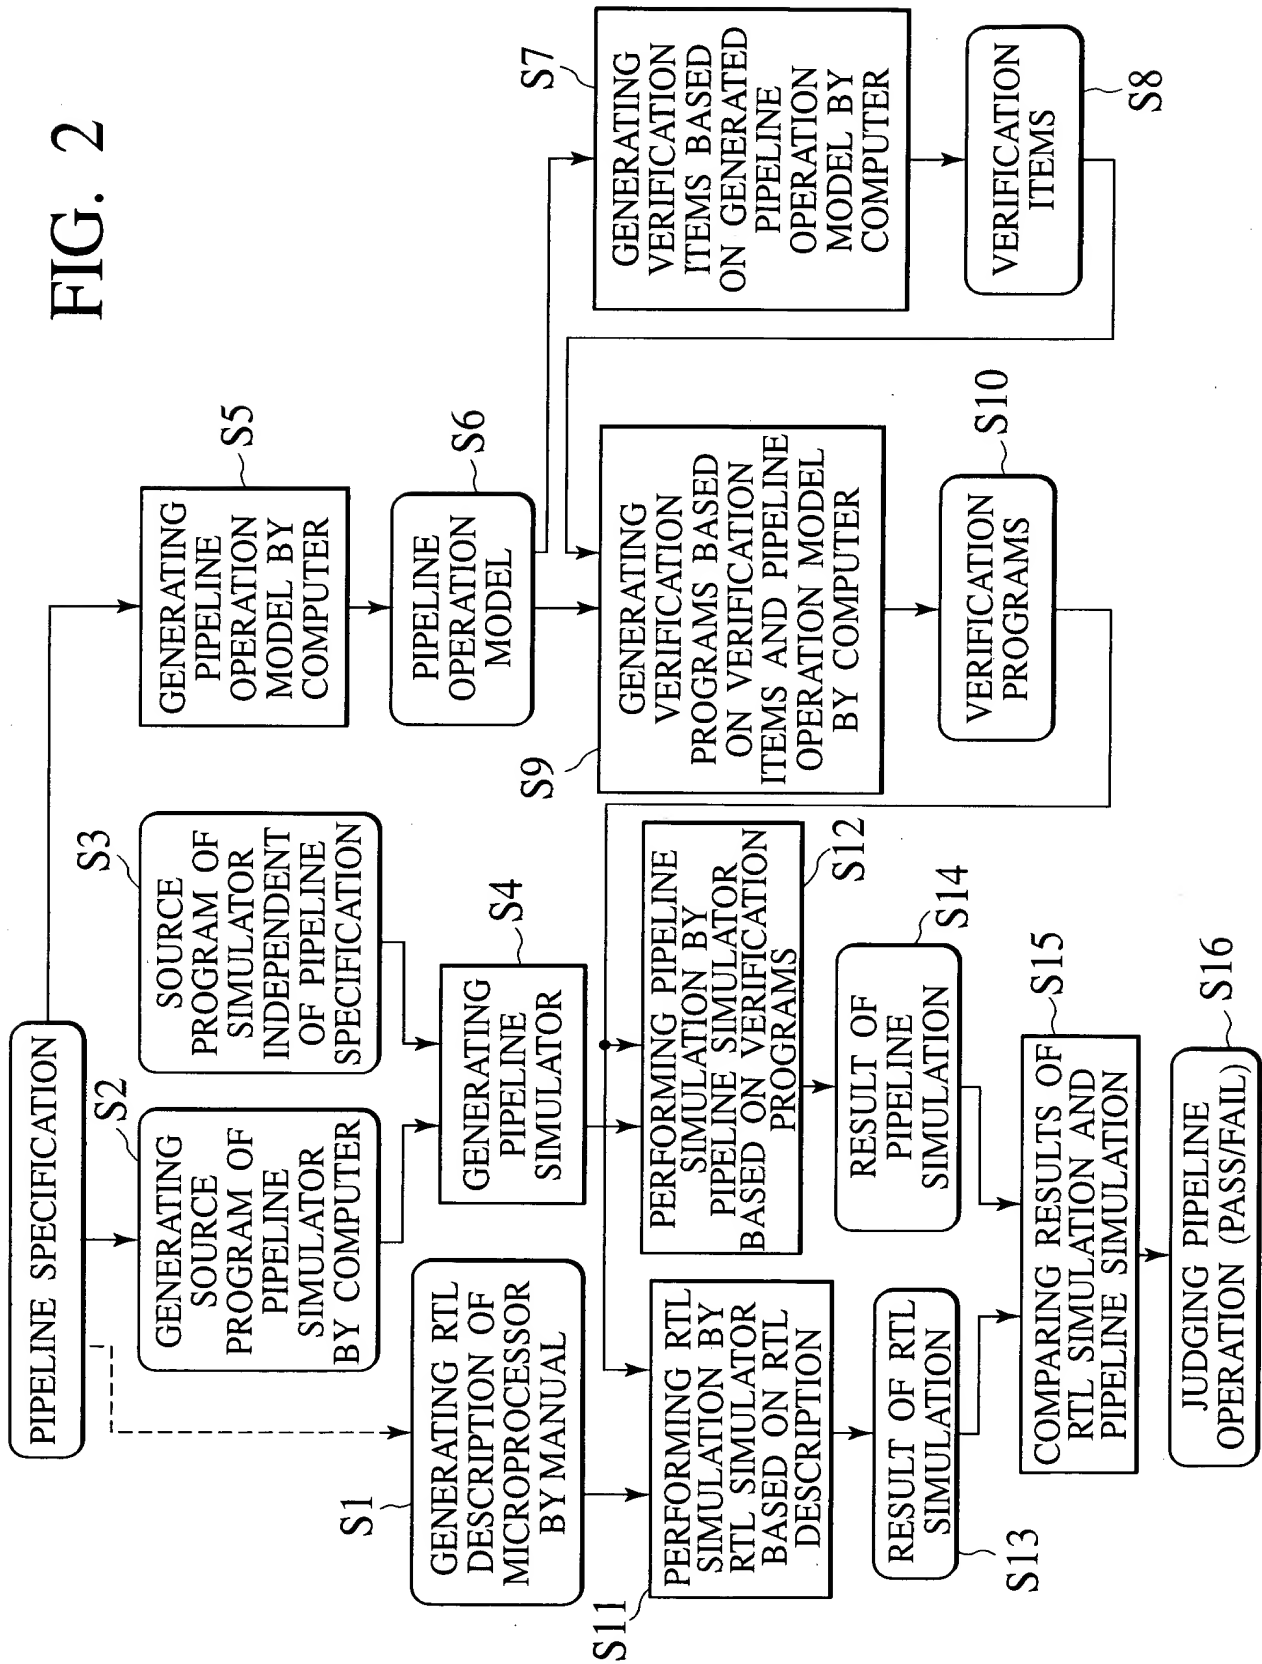 FIG. 2
PIPELINE SPECIFICATION
S1
GENERATING RTL
DESCRIPTION OF
MICROPROCESSOR
BY MANUAL
S2
GENERATING
SOURCE
PROGRAM OF
PIPELINE
SIMULATOR
BY COMPUTER
S3
SOURCE
PROGRAM OF
SIMULATOR
INDEPENDENT
OF PIPELINE
SPECIFICATION
S4
GENERATING
PIPELINE
SIMULATOR
S5
GENERATING
PIPELINE
OPERATION
MODEL BY
COMPUTER
S6
PIPELINE
OPERATION
MODEL
S7
GENERATING
VERIFICATION
ITEMS BASED
ON GENERATED
PIPELINE
OPERATION
MODEL BY
COMPUTER
S8
VERIFICATION
ITEMS
S9
GENERATING
VERIFICATION
PROGRAMS BASED
ON VERIFICATION
ITEMS AND PIPELINE
OPERATION MODEL
BY COMPUTER
S10
VERIFICATION
PROGRAMS
S11
PERFORMING RTL
SIMULATION BY
RTL SIMULATOR
BASED ON RTL
DESCRIPTION
S12
PERFORMING PIPELINE
SIMULATION BY
PIPELINE SIMULATOR
BASED ON VERIFICATION
PROGRAMS
S13
RESULT OF RTL
SIMULATION
S14
RESULT OF
PIPELINE
SIMULATION
S15
COMPARING RESULTS OF
RTL SIMULATION AND
PIPELINE SIMULATION
S16
JUDGING PIPELINE
OPERATION (PASS/FAIL)